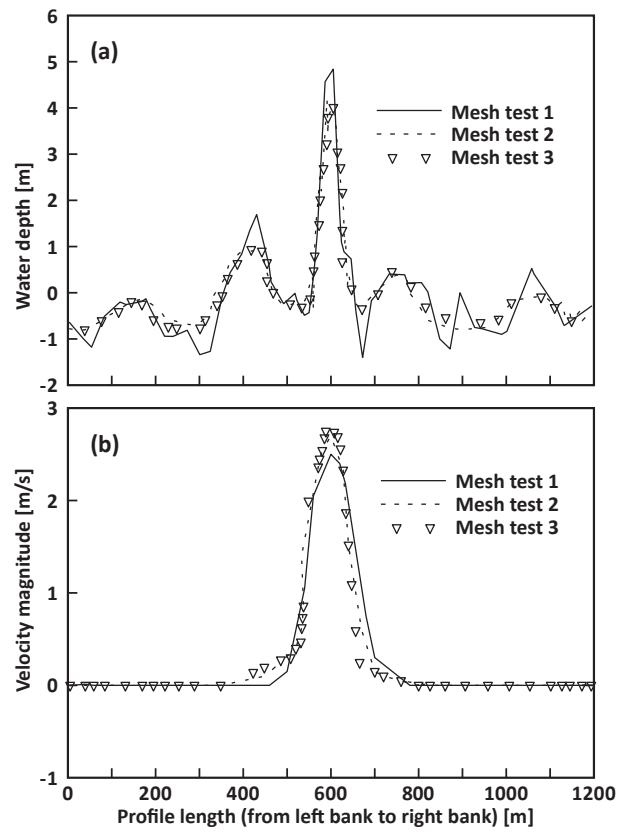 6
(a)
5
Mesh test 1
4
Mesh test 2
3
Mesh test 3
2
1
0
-1
-2
Water depth [m]
3
(b)
Mesh test 1
2
Mesh test 2
Mesh test 3
1
0
-1
Velocity magnitude [m/s]
0 200 400 600 800 1000 1200
Profile length (from left bank to right bank) [m]